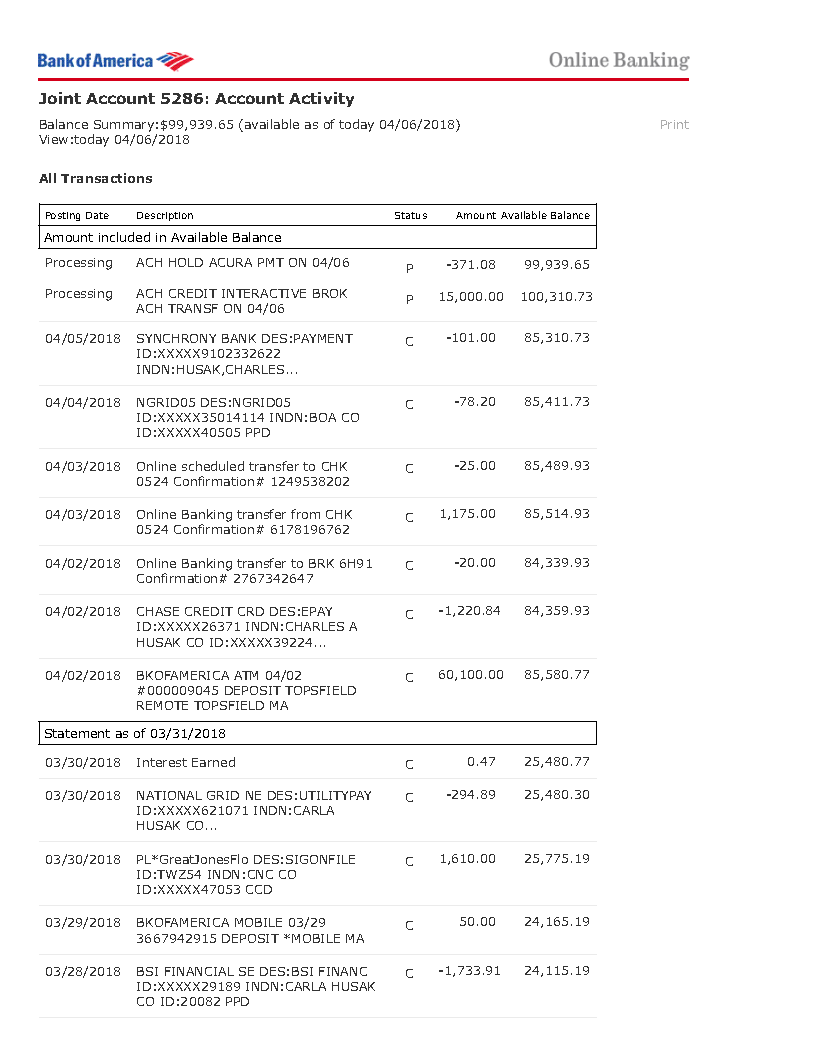 Bank of America Online Banking
Joint Account 5286: Account Activity
Balance Summary:$99,939.65 (available as of today 04/06/2018) Print
View:today 04/06/2018
All Transactions
Posting Date Description Status Amount Available Balance
Amount included in Available Balance
Processing ACH HOLD ACURA PMT ON 04/06 P -371.08 99,939.65
Processing ACH CREDIT INTERACTIVE BROK P 15,000.00 100,310.73
ACH TRANSF ON 04/06
04/05/2018 SYNCHRONY BANK DES:PAYMENT C -101.00 85,310.73
ID:XXXXX9102332622
INDN:HUSAK,CHARLES...
04/04/2018 NGRID05 DES:NGRID05 C -78.20 85,411.73
ID:XXXXX35014114 INDN:BOA CO
ID:XXXXX40505 PPD
04/03/2018 Online scheduled transfer to CHK C -25.00 85,489.93
0524 Confirmation# 1249538202
04/03/2018 Online Banking transfer from CHK C 1,175.00 85,514.93
0524 Confirmation# 6178196762
04/02/2018 Online Banking transfer to BRK 6H91 C -20.00 84,339.93
Confirmation# 2767342647
04/02/2018 CHASE CREDIT CRD DES:EPAY C -1,220.84 84,359.93
ID:XXXXX26371 INDN:CHARLES A
HUSAK CO ID:XXXXX39224...
04/02/2018 BKOFAMERICA ATM 04/02 C 60,100.00 85,580.77
#000009045 DEPOSIT TOPSFIELD
REMOTE TOPSFIELD MA
Statement as of 03/31/2018
03/30/2018 Interest Earned C 0.47 25,480.77
03/30/2018 NATIONAL GRID NE DES:UTILITYPAY C -294.89 25,480.30
ID:XXXXX621071 INDN:CARLA
HUSAK CO...
03/30/2018 PL*GreatJonesFlo DES:SIGONFILE C 1,610.00 25,775.19
ID:TWZ54 INDN:CNC CO
ID:XXXXX47053 CCD
03/29/2018 BKOFAMERICA MOBILE 03/29 C 50.00 24,165.19
3667942915 DEPOSIT *MOBILE MA
03/28/2018 BSI FINANCIAL SE DES:BSI FINANC C -1,733.91 24,115.19
ID:XXXXX29189 INDN:CARLA HUSAK
CO ID:20082 PPD